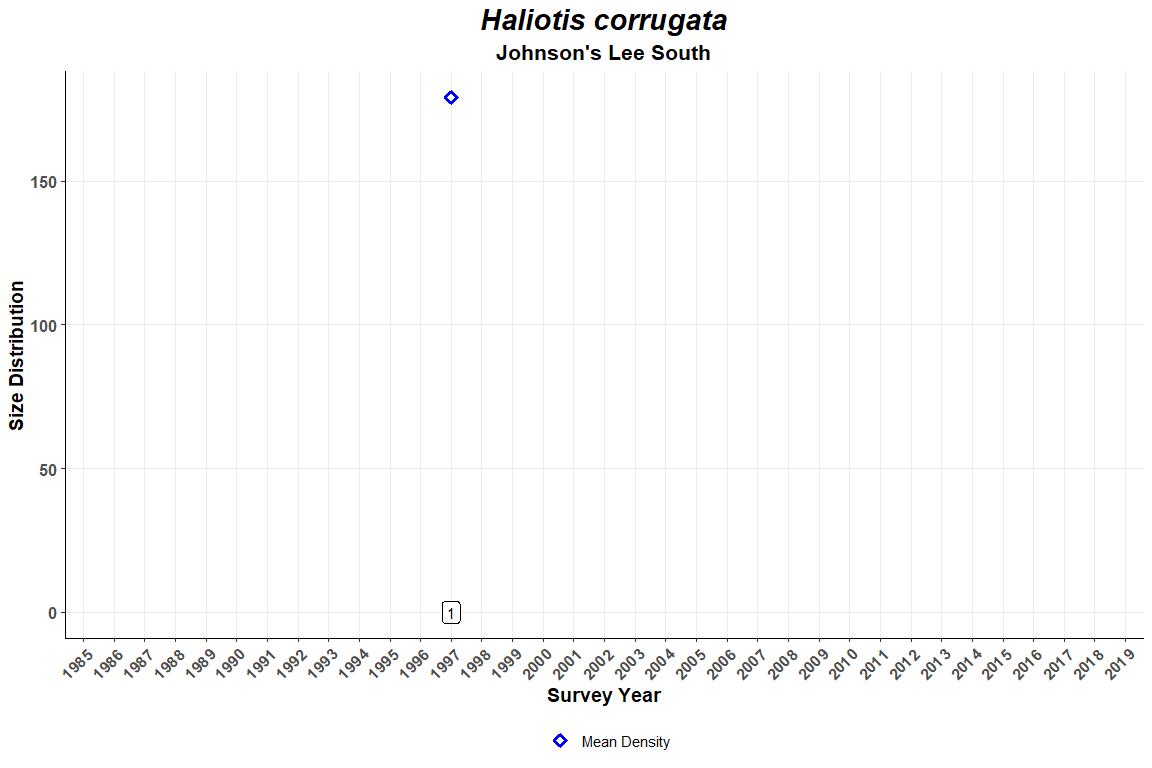 Haliotis corrugata
Johnson's Lee South
Size Distribution
150
100
50
0
1
1985 1986 1987 1988 1989 1990 1991 1992 1993 1994 1995 1996 1997 1998 1999 2000 2001 2002 2003 2004 2005 2006 2007 2008 2009 2010 2011 2012 2013 2014 2015 2016 2017 2018 2019
Survey Year
Mean Density